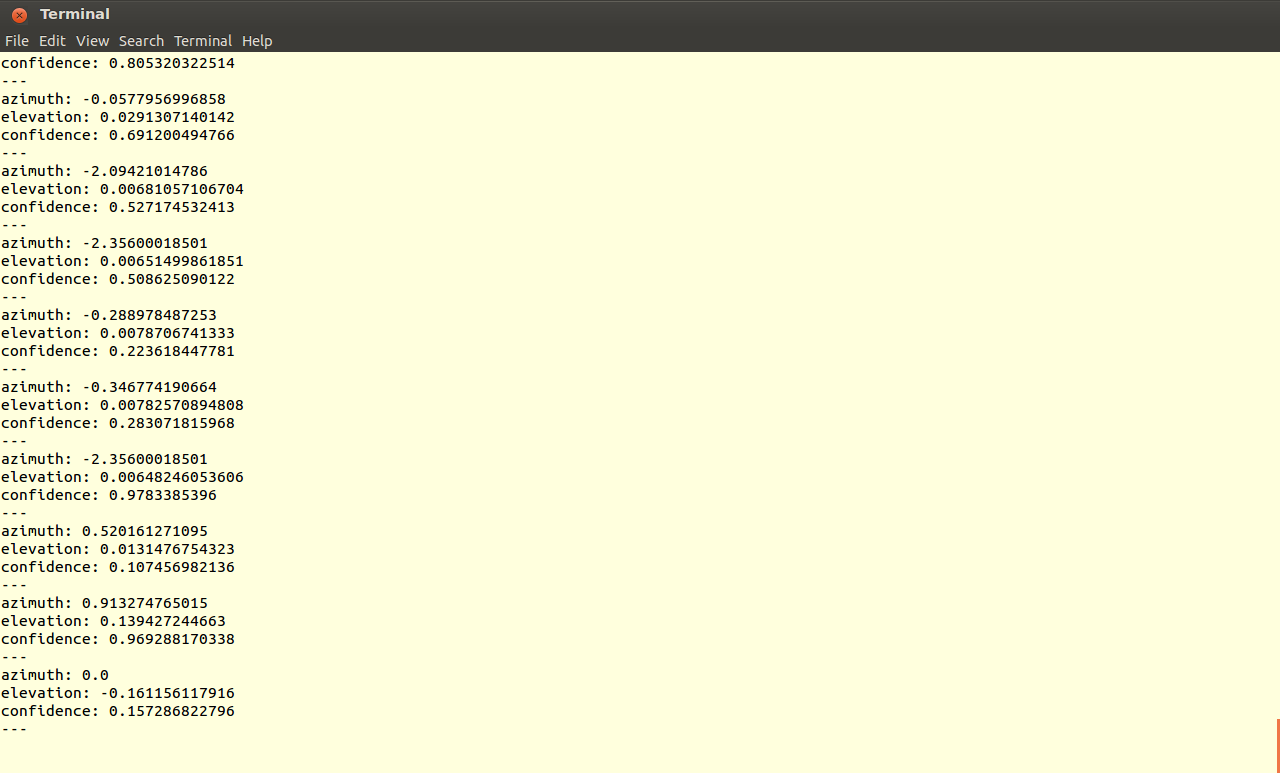 Terminal
File Edit View Search Terminal Help
confidence: 0.805320322514
---
azimuth: -0.0577956996858
elevation: 0.0291307140142
confidence: 0.691200494766
---
azimuth: -2.09421014786
elevation: 0.00681057106704
confidence: 0.527174532413
---
azimuth: -2.35600018501
elevation: 0.00651499861851
confidence: 0.508625090122
---
azimuth: -0.288978487253
elevation: 0.0078706741333
confidence: 0.223618447781
---
azimuth: -0.346774190664
elevation: 0.00782570894808
confidence: 0.283071815968
---
azimuth: -2.35600018501
elevation: 0.00648246053606
confidence: 0.9783385396
---
azimuth: 0.520161271095
elevation: 0.0131476754323
confidence: 0.107456982136
---
azimuth: 0.913274765015
elevation: 0.139427244663
confidence: 0.969288170338
---
azimuth: 0.0
elevation: -0.161156117916
confidence: 0.157286822796
---